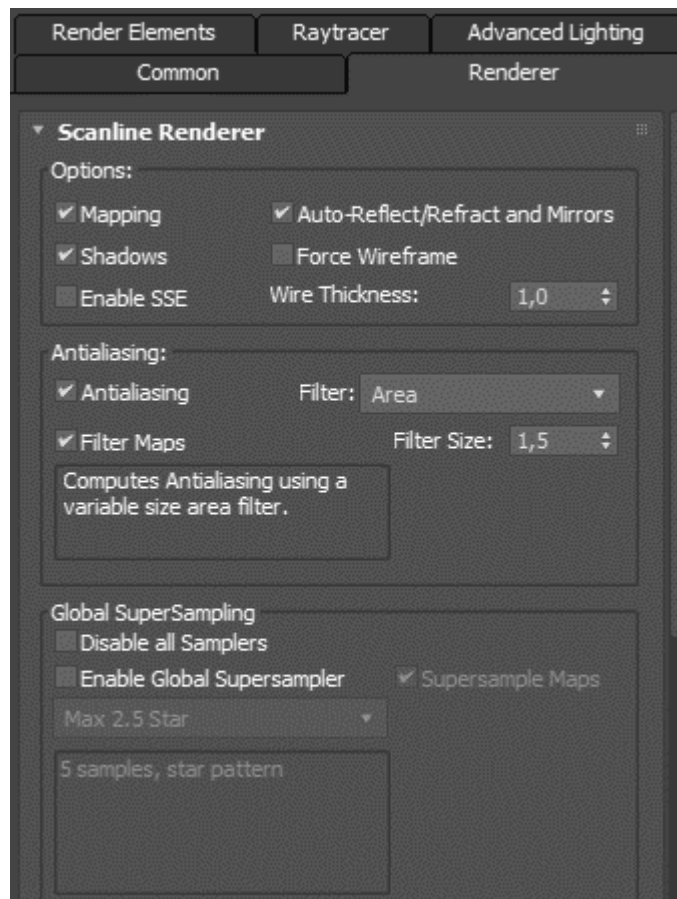 Render Elements Raytracer Advanced Lighting
Common Renderer
Scanline Renderer
Options:
Mapping Auto-Reflect/Refract and Mirrors
Shadows Force Wireframe
Enable SSE Wire Thickness: 1,0
Antialiasing:
Antialiasing Filter: Area
Filter Maps Filter Size: 1,5
Computes Antialiasing using a
variable size area filter.
Global SuperSampling
Disable all Samplers
Enable Global Supersampler Supersample Maps
Max 2.5 Star
5 samples, star pattern